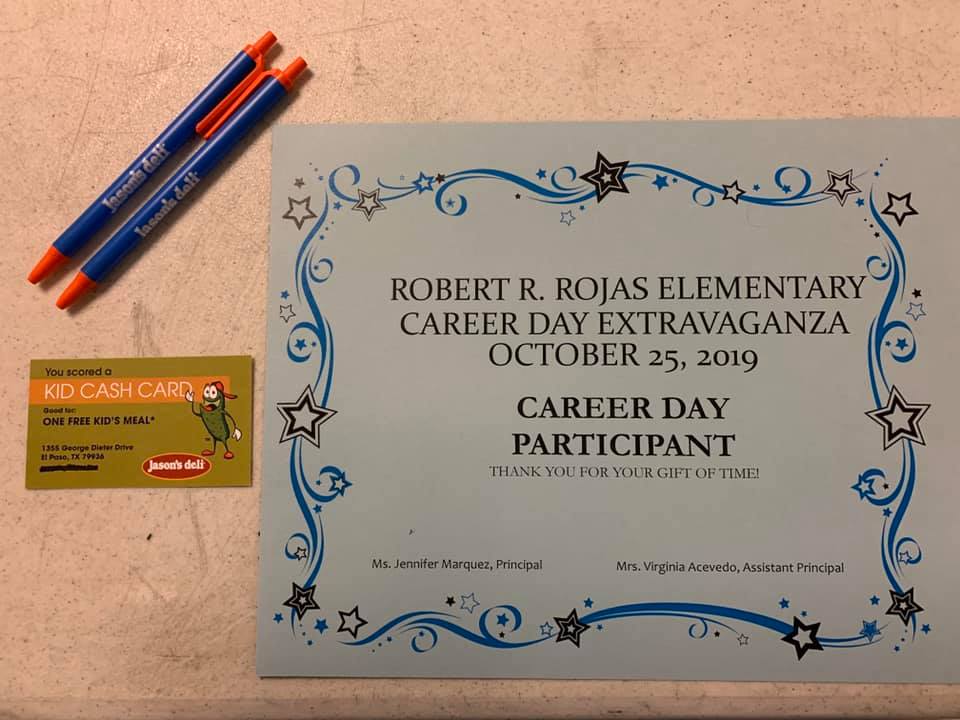 Jason's deli
Jason's deli
ROBERT R. ROJAS ELEMENTARY
CAREER DAY EXTRAVAGANZA
OCTOBER 25, 2019
CAREER DAY
PARTICIPANT
THANK YOU FOR YOUR GIFT OF TIME!
Ms. Jennifer Marquez, Principal
Mrs. Virginia Acevedo, Assistant Principal
You scored a
KID CASH CARD
Good for:
ONE FREE KID'S MEAL*
1355 George Dieter Drive
El Paso, TX 79936
Jason's deli